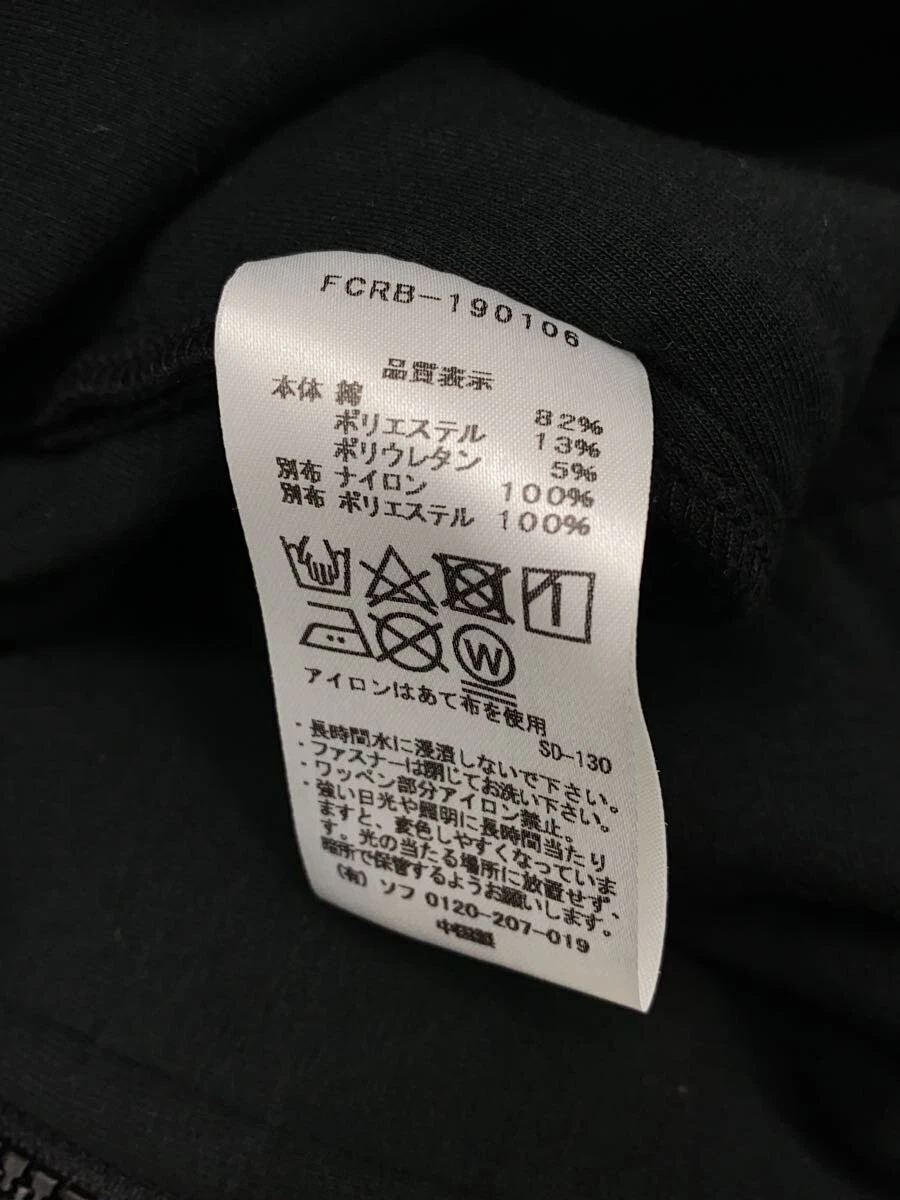 FCRB-190106
品質表示
本体 綿 82%
ポリエステル 13%
ポリウレタン 5%
別布 ナイロン 100%
別布 ポリエステル 100%
W
アイロンはあて布を使用
SD-130
・長時間水に浸漬しないで下さい。
・ファスナーは閉じてお洗い下さい。
・ワッペン部分アイロン禁止。
・強い日光や照明に長時間当たり
ますと、変色しやすくなっていま
す。光の当たる場所に放置せず、
暗所で保管するようお願いします。
(有) ソフ 0120-207-019
中国製